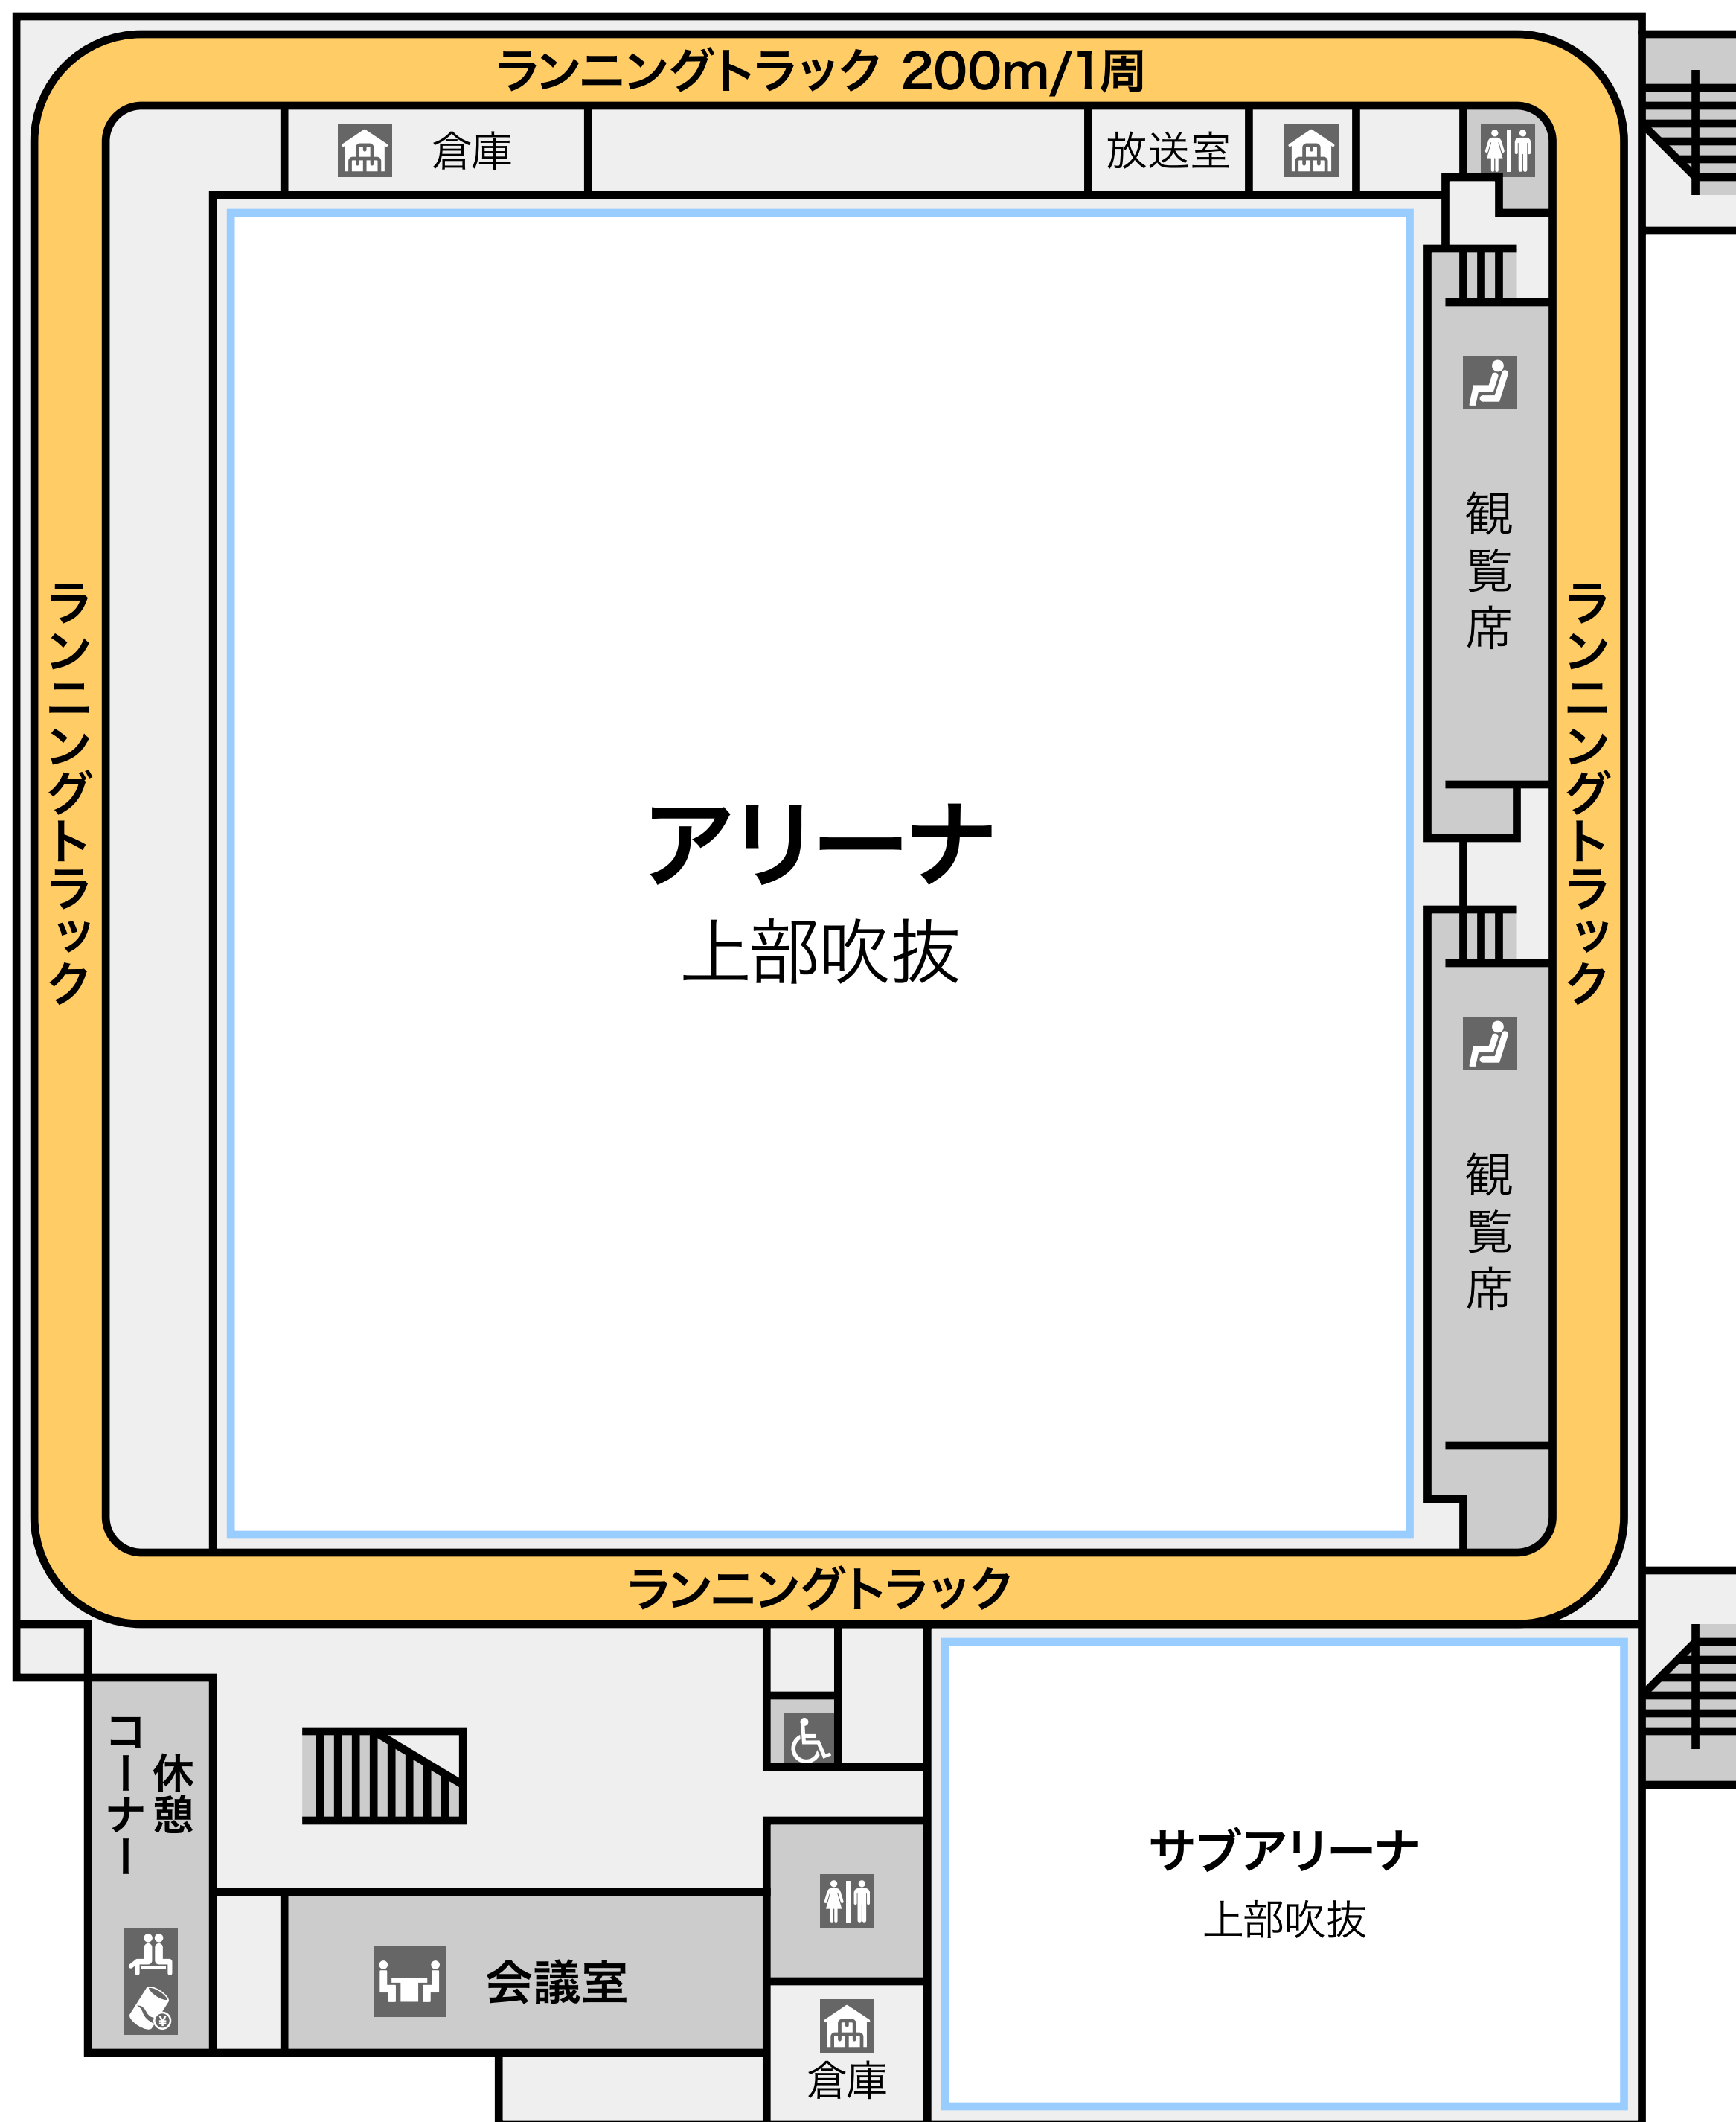 ランニングトラック 200m/1周
倉庫
放送室
ランニングトラック
観覧席
ランニングトラック
アリーナ
上部吹抜
観覧席
ランニングトラック
休憩
コーナー
¥
会議室
倉庫
サブアリーナ
上部吹抜